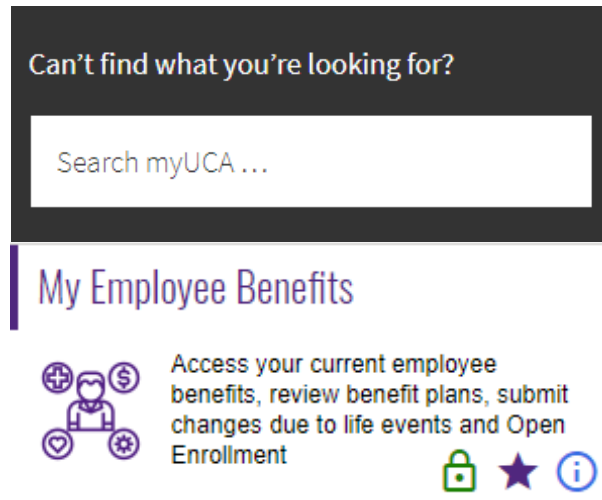 Can’t find what you’re looking for?
Search myUCA …
My Employee Benefits
Access your current employee
benefits, review benefit plans, submit
changes due to life events and Open
Enrollment